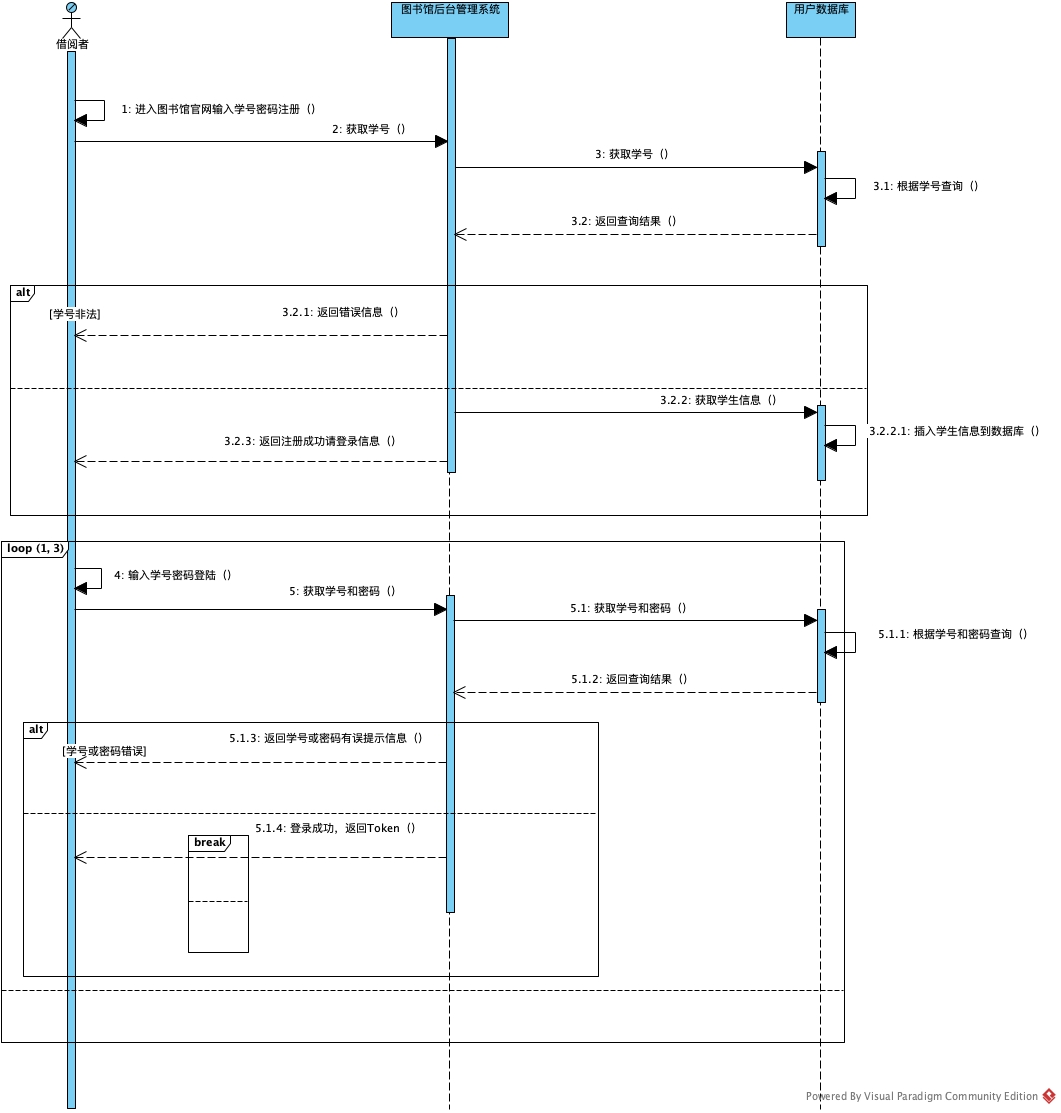 图书馆后台管理系统
用户数据库
借阅者
1: 进入图书馆官网输入学号密码注册（）
2: 获取学号（）
3: 获取学号（）
3.1: 根据学号查询（）
3.2: 返回查询结果（）
alt
[学号非法]
3.2.1: 返回错误信息（）
3.2.2: 获取学生信息（）
3.2.2.1: 插入学生信息到数据库（）
3.2.3: 返回注册成功请登录信息（）
loop (1, 3)
4: 输入学号密码登陆（）
5: 获取学号和密码（）
5.1: 获取学号和密码（）
5.1.1: 根据学号和密码查询（）
5.1.2: 返回查询结果（）
alt
5.1.3: 返回学号或密码有误提示信息（）
[学号或密码错误]
5.1.4: 登录成功，返回Token（）
break
Powered By Visual Paradigm Community Edition